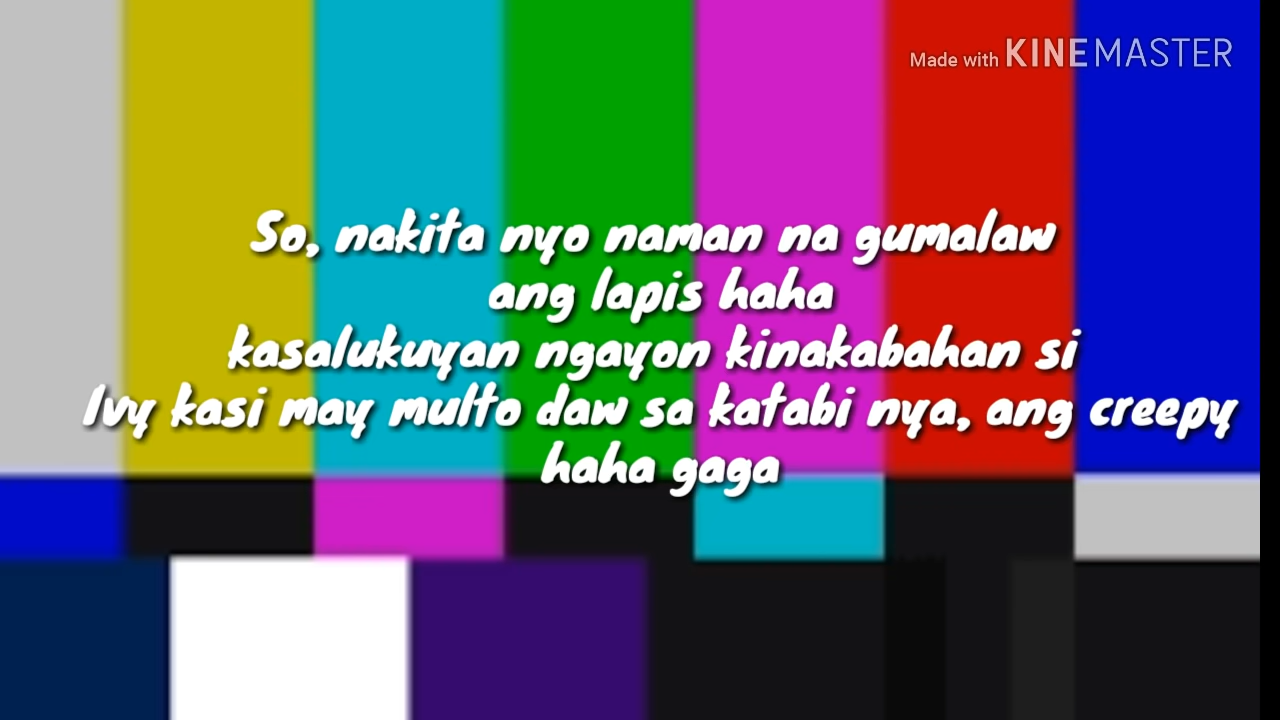 Made with KINEMASTER
So, nakita nyo naman na gumalaw
ang lapis haha
kasalukuyan ngayon kinakabahan si
Ivy kasi may multo daw sa katabi nya, ang creepy
haha gaga